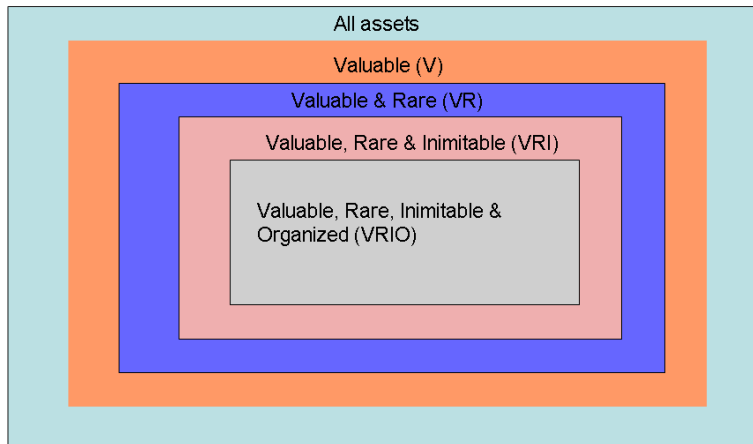 All assets
Valuable (V)
Valuable & Rare (VR)
Valuable, Rare & Inimitable (VRI)
Valuable, Rare, Inimitable &
Organized (VRIO)